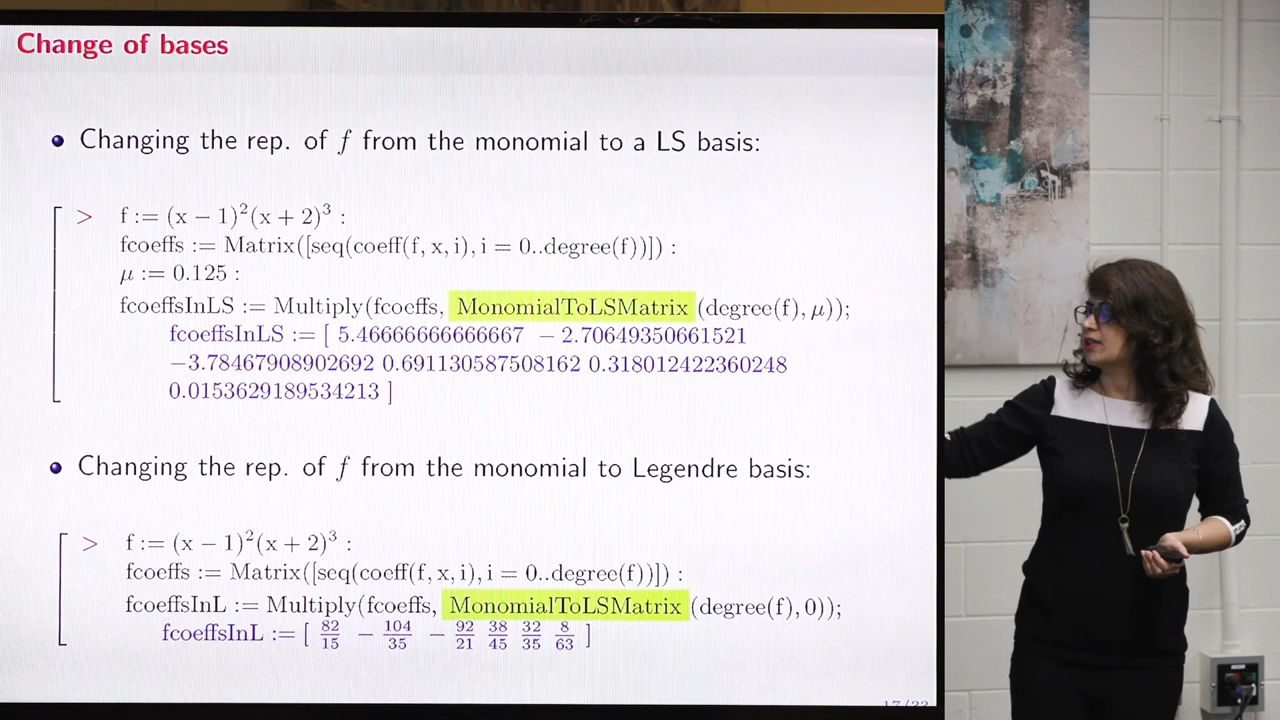 Change of bases
Changing the rep. of f from the monomial to a LS basis:
> f := (x − 1)²(x + 2)³ :
fcoeffs := Matrix([seq(coeff(f, x, i), i = 0..degree(f))]) :
μ := 0.125 :
fcoeffsInLS := Multiply(fcoeffs, MonomialToLSMatrix (degree(f), μ));
fcoeffsInLS := [ 5.46666666666667 − 2.70649350661521
−3.78467908902692 0.691130587508162 0.318012422360248
0.0153629189534213 ]
Changing the rep. of f from the monomial to Legendre basis:
> f := (x − 1)²(x + 2)³ :
fcoeffs := Matrix([seq(coeff(f, x, i), i = 0..degree(f))]) :
fcoeffsInL := Multiply(fcoeffs, MonomialToLSMatrix (degree(f), 0));
fcoeffsInL := [ 82/15 − 104/35 − 92/21 38/45 32/35 8/63 ]
17/22